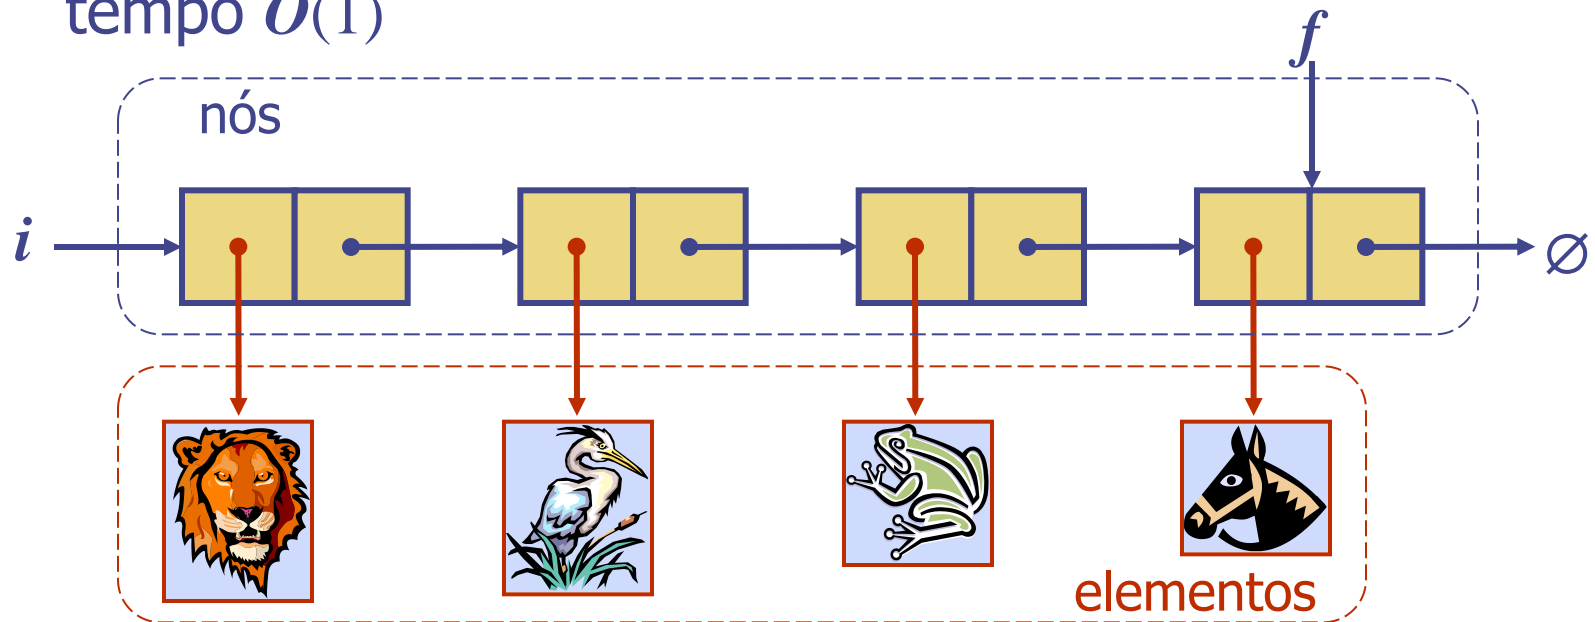 tempo O(1)
f
nós
i
∅
elementos